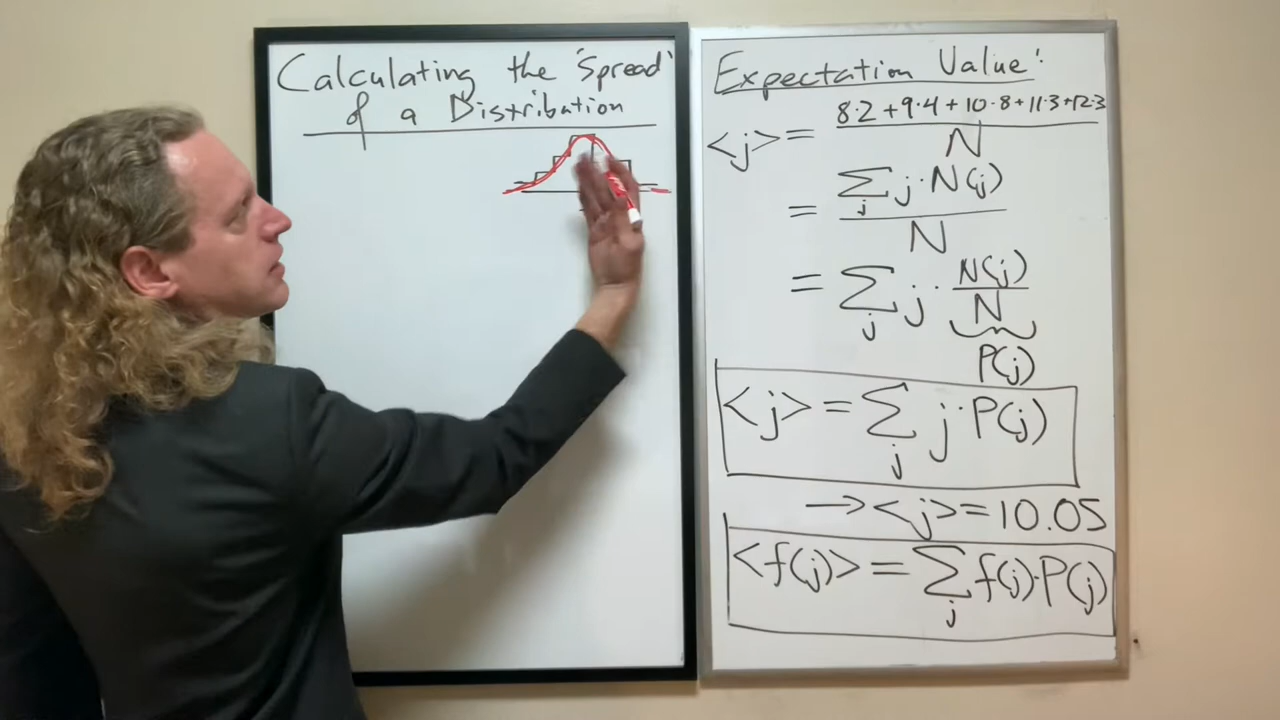 Calculating the 'Spread'
of a Distribution
Expectation Value:
<j> = 8·2 + 9·4 + 10·8 + 11·3 + 12·3
N
= Σ j·N(j)
j
N
= Σ j· N(j)
j N
P(j)
<j> = Σ j·P(j)
j
→ <j> = 10.05
<f(j)> = Σ f(j)·P(j)
j